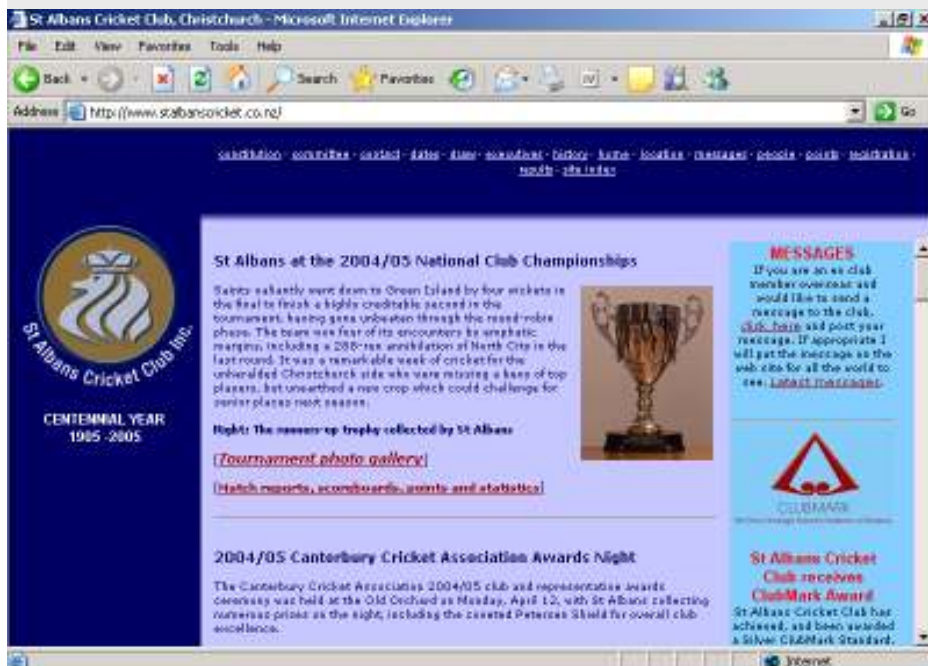 St Albans Cricket Club, Christchurch - Microsoft Internet Explorer
File Edit View Favorites Tools Help
Back Search Favorites
Address http://www.stalbanscricket.co.nz/ Go
constitution - committee - contact - dates - draw - executives - history - home - location - messages - people - points - registration -
results - site index
St Albans Cricket Club Inc.
CENTENNIAL YEAR
1905 -2005
St Albans at the 2004/05 National Club Championships
Saints valiantly went down to Green Island by four wickets in
the final to finish a highly creditable second in the
tournament, having gone unbeaten through the round-robin
phase. The team won four of its encounters by emphatic
margins, including a 288-run annihilation of North City in the
last round. It was a remarkable week of cricket for the
unheralded Christchurch side who were missing a bevy of top
players, but unearthed a new crop which could challenge for
senior places next season.
Right: The runners-up trophy collected by St Albans
[Tournament photo gallery]
[Match reports, scoreboards, points and statistics]
2004/05 Canterbury Cricket Association Awards Night
The Canterbury Cricket Association 2004/05 club and representative awards
ceremony was held at the Old Orchard on Monday, April 12, with St Albans collecting
numerous prizes on the night, including the coveted Petersen Shield for overall club
excellence.
MESSAGES
If you are an ex club
member overseas and
would like to send a
message to the club,
click here and post your
message. If appropriate I
will put the message on the
web site for all the world to
see. Latest messages.
CLUBMARK
St Albans Cricket
Club receives
ClubMark Award
St Albans Cricket Club has
achieved, and been awarded
a Silver ClubMark Standard.
Internet